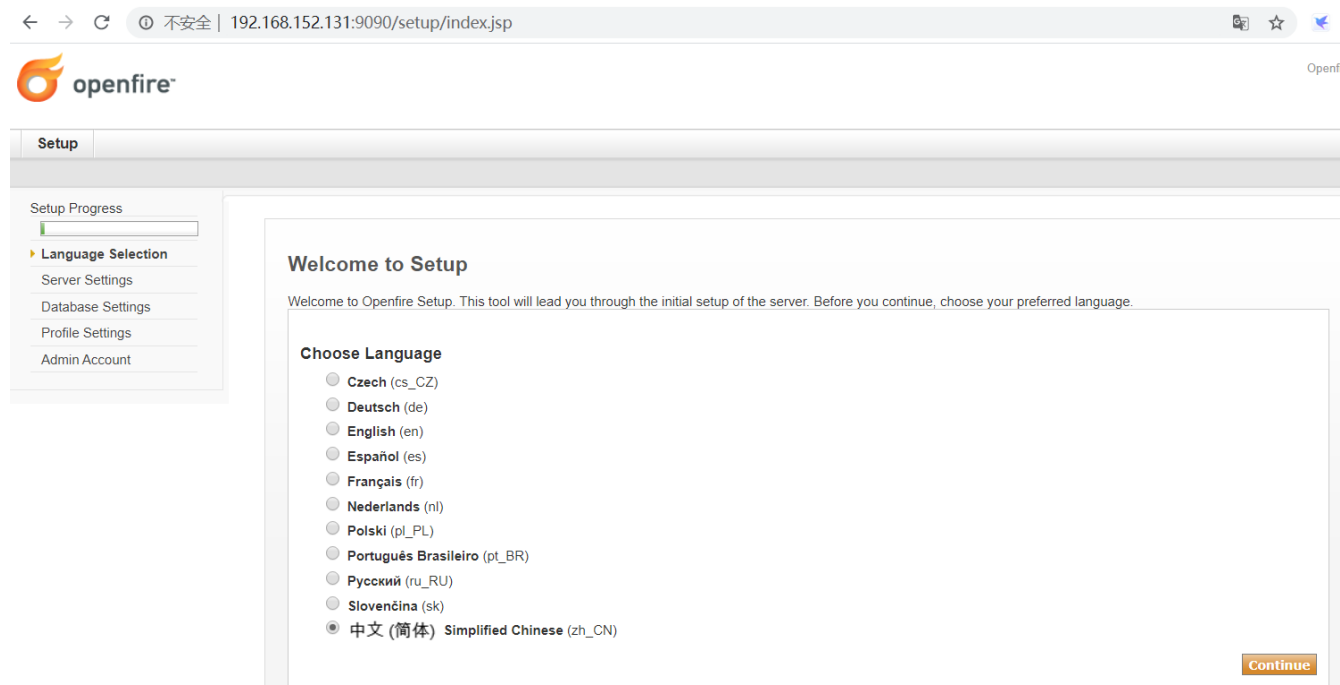 不安全 | 192.168.152.131:9090/setup/index.jsp
openfire™
Openf
Setup
Setup Progress
Language Selection
Server Settings
Database Settings
Profile Settings
Admin Account
Welcome to Setup
Welcome to Openfire Setup. This tool will lead you through the initial setup of the server. Before you continue, choose your preferred language.
Choose Language
Czech (cs_CZ)
Deutsch (de)
English (en)
Español (es)
Français (fr)
Nederlands (nl)
Polski (pl_PL)
Português Brasileiro (pt_BR)
Русский (ru_RU)
Slovenčina (sk)
中文 (简体) Simplified Chinese (zh_CN)
Continue